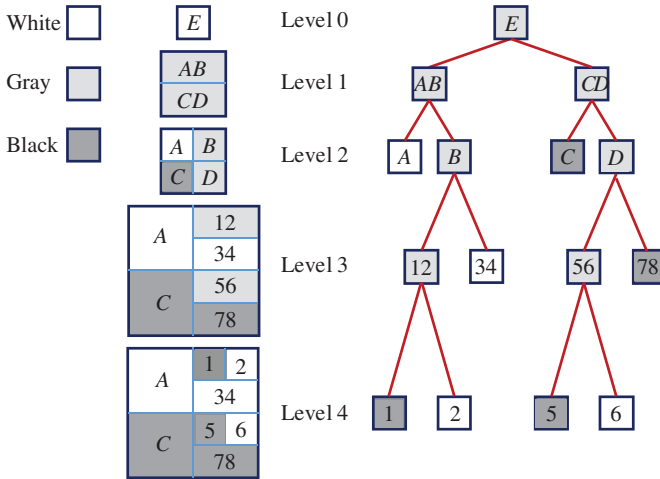 White E Level 0 E
Gray AB Level 1 AB CD
CD
Black A B Level 2 A B C D
C D
A 12
34
C 56 Level 3 12 34 56 78
78
A 1 2
34
C 5 6 Level 4 1 2 5 6
78